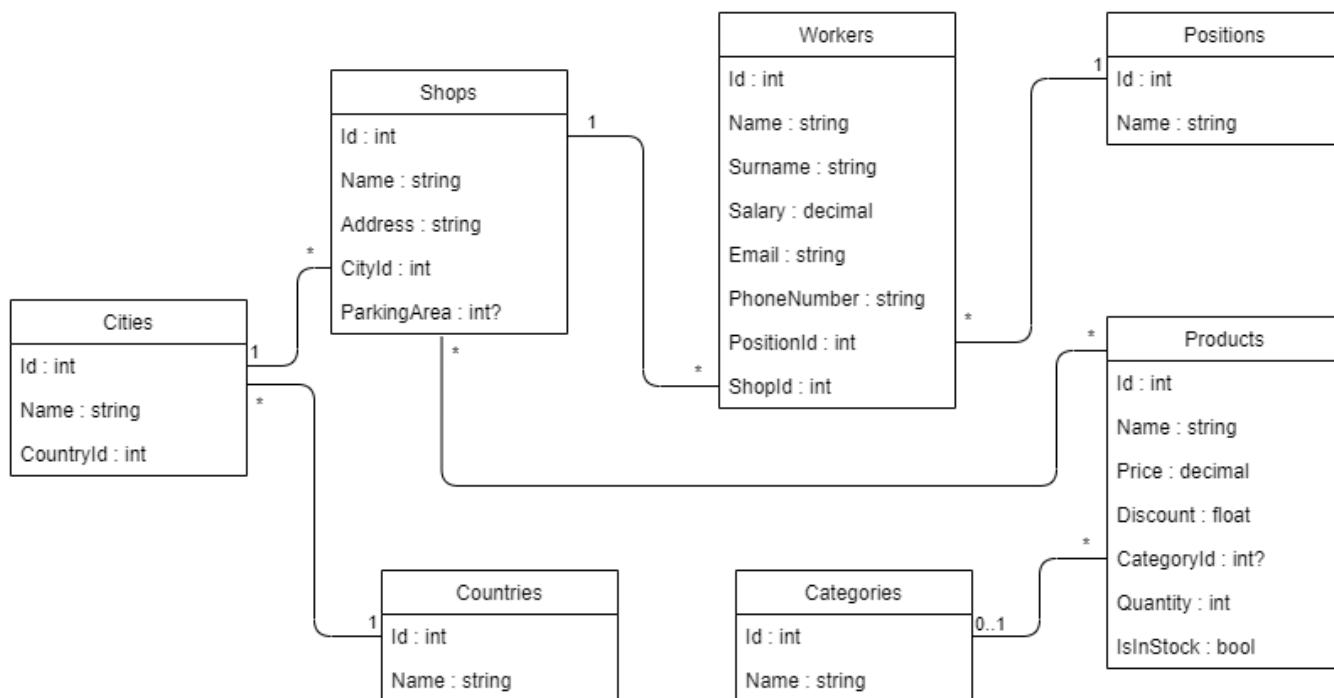 Workers
Id : int
Name : string
Surname : string
Salary : decimal
Email : string
PhoneNumber : string
PositionId : int
ShopId : int
Positions
Id : int
Name : string
1
*
Shops
Id : int
Name : string
Address : string
CityId : int
ParkingArea : int?
1
*
*
1
*
*
Cities
Id : int
Name : string
CountryId : int
*
1
Products
Id : int
Name : string
Price : decimal
Discount : float
CategoryId : int?
Quantity : int
IsInStock : bool
*
0..1
Countries
Id : int
Name : string
Categories
Id : int
Name : string